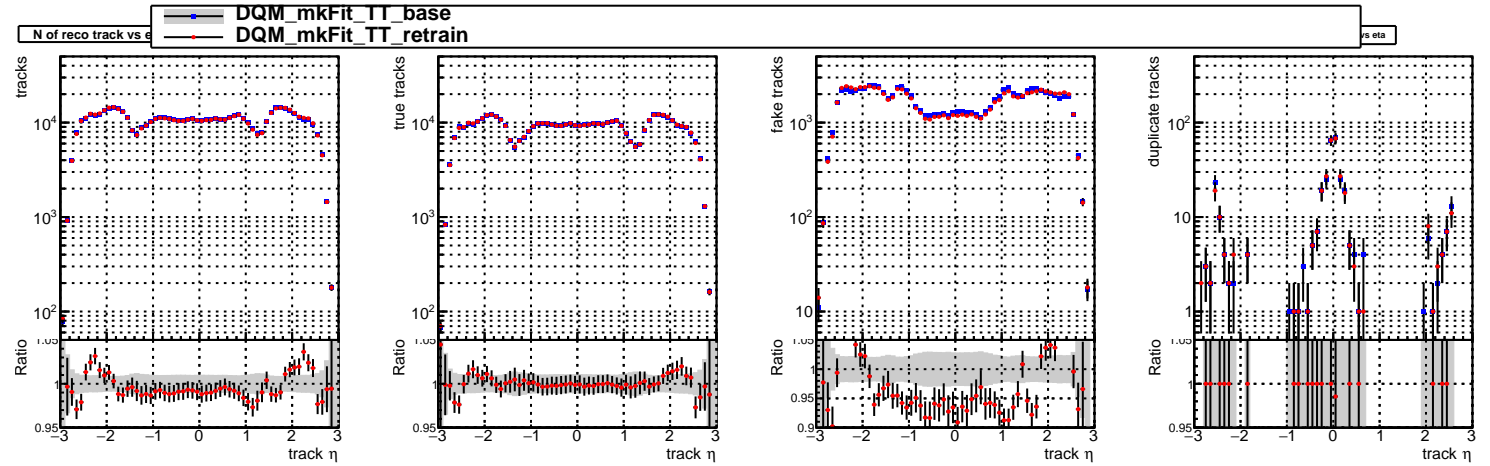 DQM_mkFit_TT_base
DQM_mkFit_TT_retrain
N of reco track vs e
vs eta
tracks
10⁴
10³
10²
Ratio
1.05
1
0.95
−3 −2 −1 0 1 2 3
track η
true tracks
10⁴
10³
10²
Ratio
1.05
1
0.95
−3 −2 −1 0 1 2 3
track η
fake tracks
10³
10²
10
Ratio
1.05
1
0.95
0.9
−3 −2 −1 0 1 2 3
track η
duplicate tracks
10²
10
1
Ratio
1.05
1
0.95
−3 −2 −1 0 1 2 3
track η